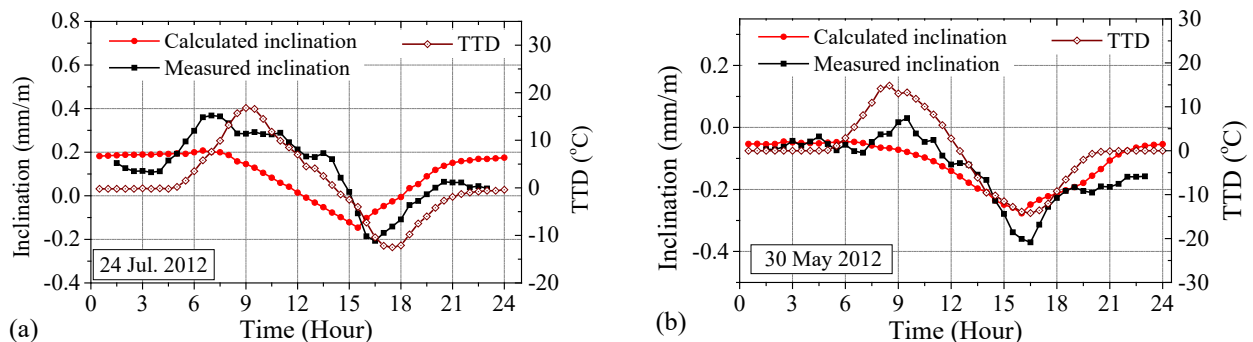 0.8
0.6
0.4
0.2
0.0
-0.2
-0.4
Inclination (mm/m)
Calculated inclination
Measured inclination
TTD
30
20
10
0
-10
-20
TTD (°C)
24 Jul. 2012
0 3 6 9 12 15 18 21 24
Time (Hour)
(a)
0.2
0.0
-0.2
-0.4
Inclination (mm/m)
Calculated inclination
TTD
Measured inclination
30
20
10
0
-10
-20
-30
TTD (°C)
30 May 2012
0 3 6 9 12 15 18 21 24
Time (Hour)
(b)